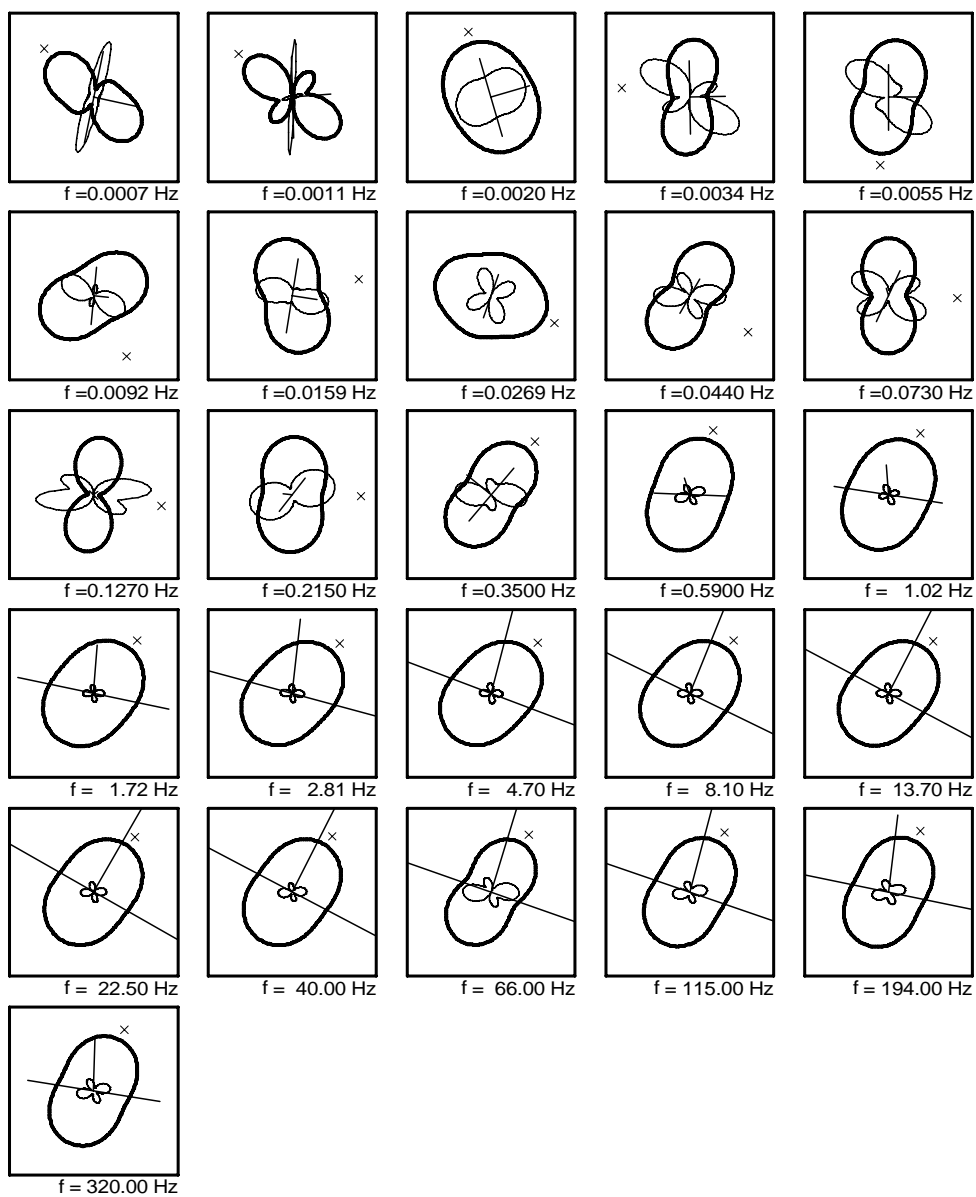 f =0.0007 Hz f =0.0011 Hz f =0.0020 Hz f =0.0034 Hz f =0.0055 Hz
f =0.0092 Hz f =0.0159 Hz f =0.0269 Hz f =0.0440 Hz f =0.0730 Hz
f =0.1270 Hz f =0.2150 Hz f =0.3500 Hz f =0.5900 Hz f = 1.02 Hz
f = 1.72 Hz f = 2.81 Hz f = 4.70 Hz f = 8.10 Hz f = 13.70 Hz
f = 22.50 Hz f = 40.00 Hz f = 66.00 Hz f = 115.00 Hz f = 194.00 Hz
f = 320.00 Hz